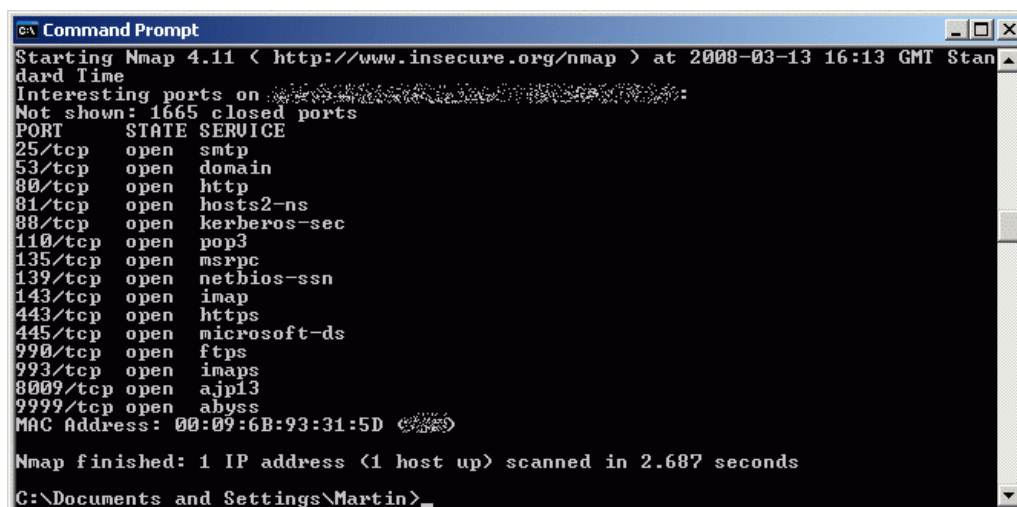 Command Prompt
Starting Nmap 4.11 ( http://www.insecure.org/nmap ) at 2008-03-13 16:13 GMT Stan
dard Time
Interesting ports on :
Not shown: 1665 closed ports
PORT STATE SERVICE
25/tcp open smtp
53/tcp open domain
80/tcp open http
81/tcp open hosts2-ns
88/tcp open kerberos-sec
110/tcp open pop3
135/tcp open msrpc
139/tcp open netbios-ssn
143/tcp open imap
443/tcp open https
445/tcp open microsoft-ds
990/tcp open ftps
993/tcp open imaps
8009/tcp open ajp13
9999/tcp open abyss
MAC Address: 00:09:6B:93:31:5D ( )
Nmap finished: 1 IP address (1 host up) scanned in 2.687 seconds
C:\Documents and Settings\Martin>_